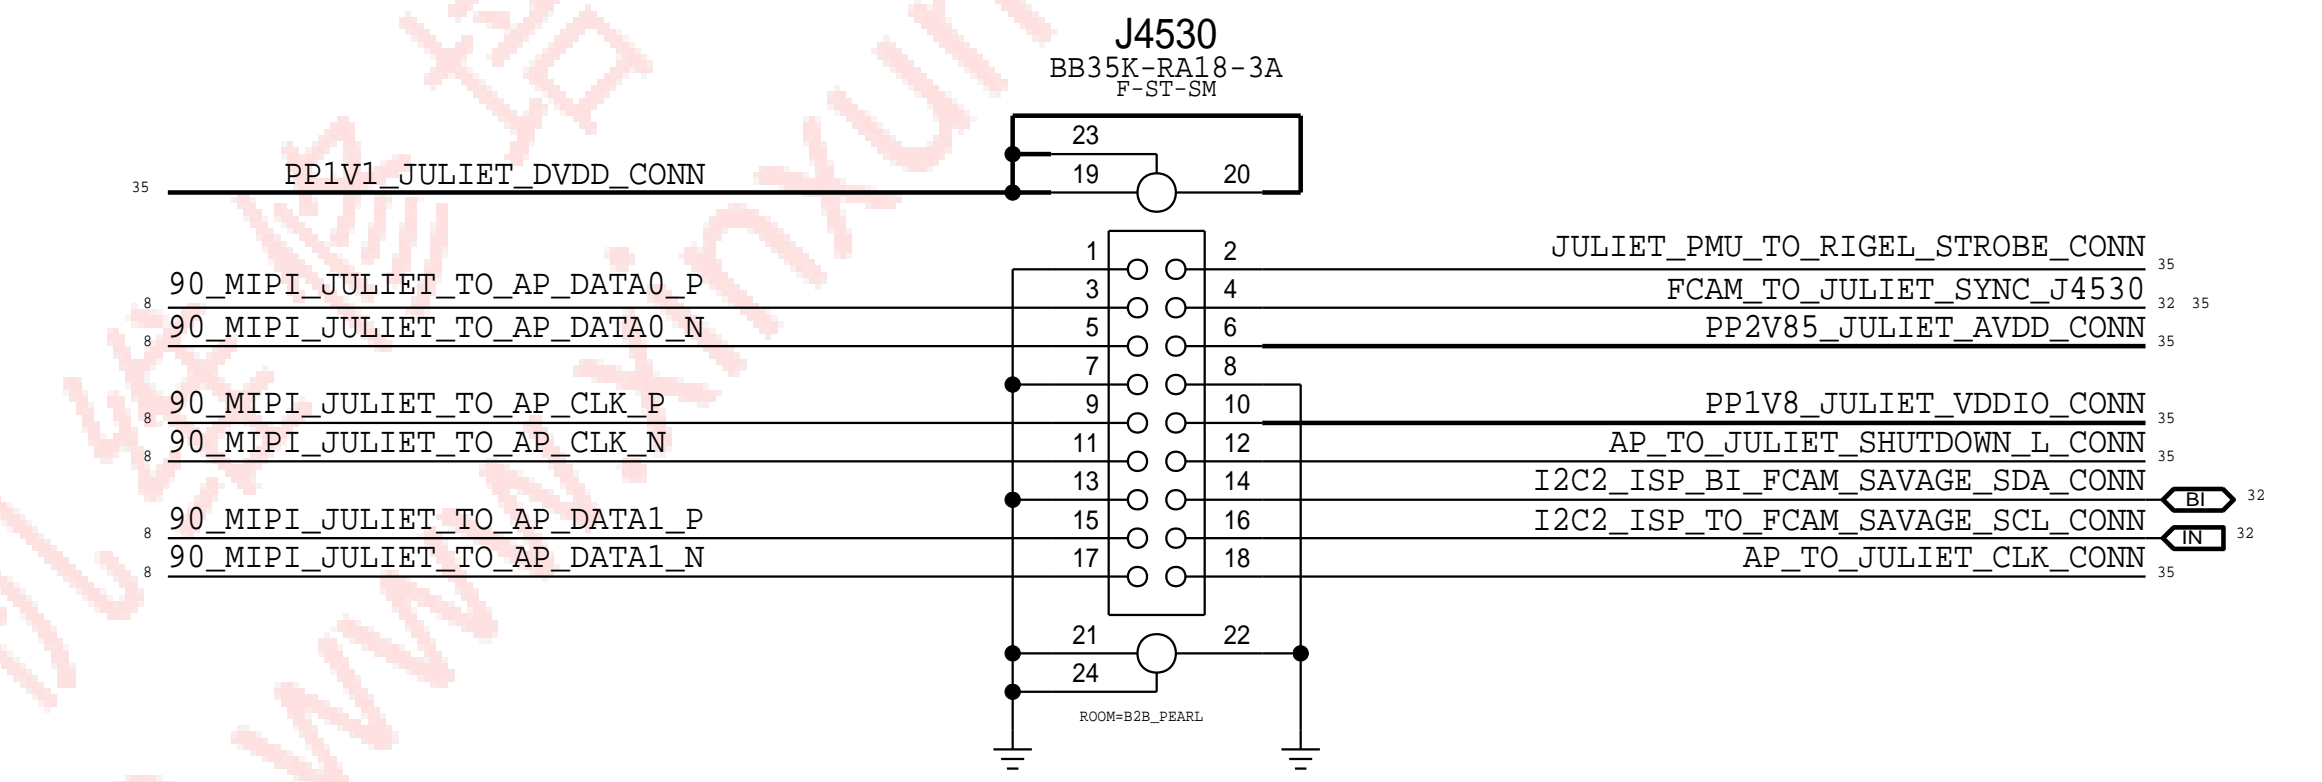 J4530
BB35K-RA18-3A
F-ST-SM
23
35 PP1V1_JULIET_DVDD_CONN 19 20
1 2 JULIET_PMU_TO_RIGEL_STROBE_CONN 35
8 90_MIPI_JULIET_TO_AP_DATA0_P 3 4 FCAM_TO_JULIET_SYNC_J4530 32 35
8 90_MIPI_JULIET_TO_AP_DATA0_N 5 6 PP2V85_JULIET_AVDD_CONN 35
7 8
8 90_MIPI_JULIET_TO_AP_CLK_P 9 10 PP1V8_JULIET_VDDIO_CONN 35
8 90_MIPI_JULIET_TO_AP_CLK_N 11 12 AP_TO_JULIET_SHUTDOWN_L_CONN 35
13 14 I2C2_ISP_BI_FCAM_SAVAGE_SDA_CONN BI 32
8 90_MIPI_JULIET_TO_AP_DATA1_P 15 16 I2C2_ISP_TO_FCAM_SAVAGE_SCL_CONN IN 32
8 90_MIPI_JULIET_TO_AP_DATA1_N 17 18 AP_TO_JULIET_CLK_CONN 35
21 22
24
ROOM=B2B_PEARL